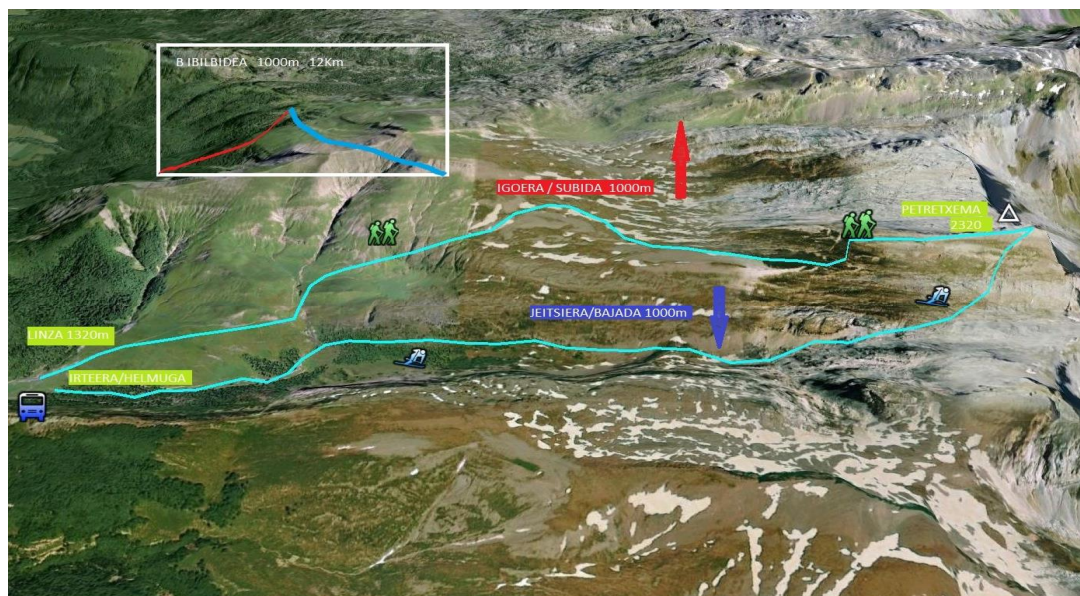 B IBILBIDEA 1000m 12Km
IGOERA / SUBIDA 1000m
PETRETXEMA
2320
JEITSIERA/BAJADA 1000m
LINZA 1320m
IRTEERA/HELMUGA